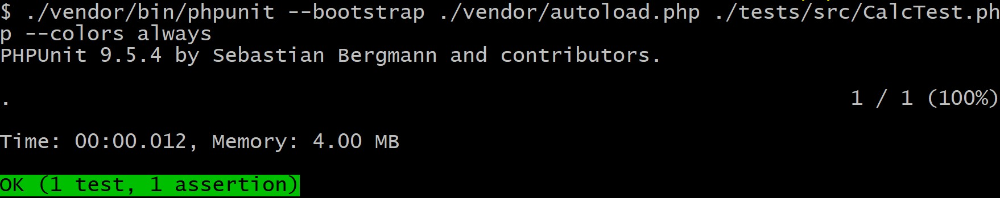 $ ./vendor/bin/phpunit --bootstrap ./vendor/autoload.php ./tests/src/CalcTest.ph
p --colors always
PHPUnit 9.5.4 by Sebastian Bergmann and contributors.
. 1 / 1 (100%)
Time: 00:00.012, Memory: 4.00 MB
OK (1 test, 1 assertion)